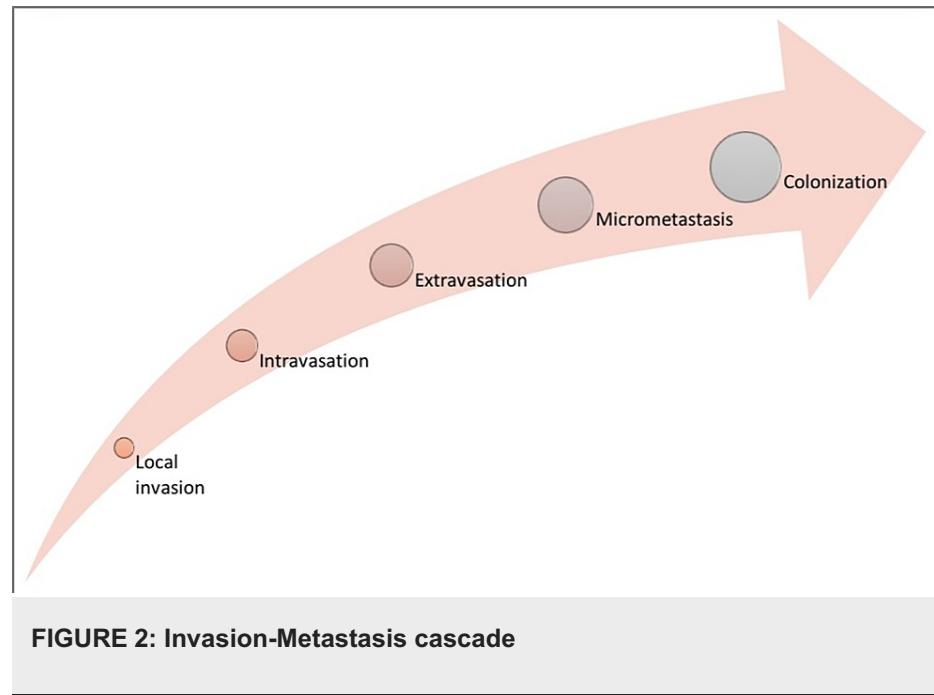 Colonization
Micrometastasis
Extravasation
Intravasation
Local
invasion
FIGURE 2: Invasion-Metastasis cascade